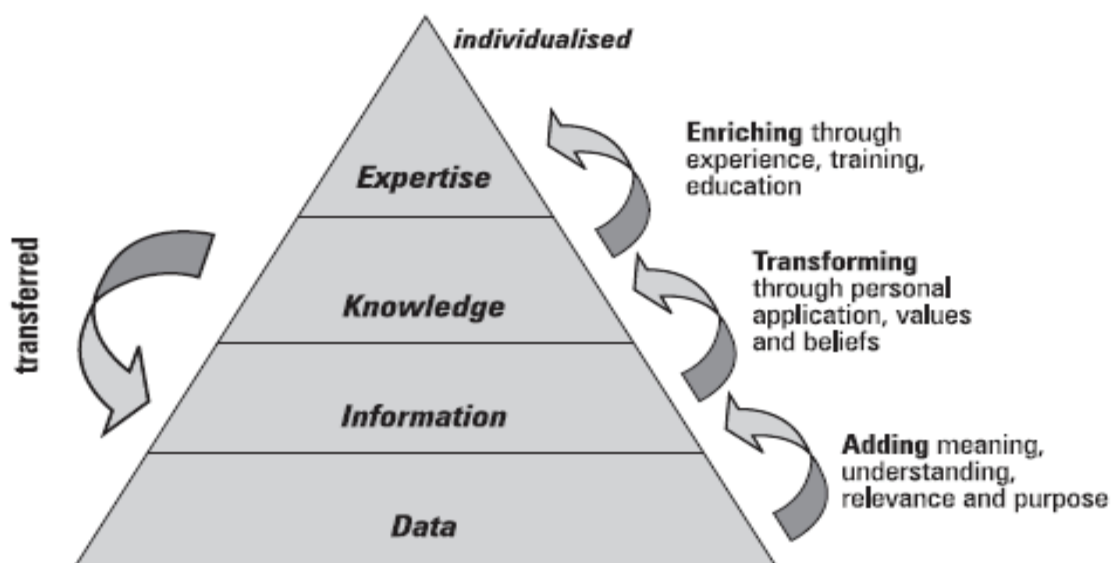 individualised
Enriching through
experience, training,
education
Expertise
transferred
Transforming
through personal
application, values
and beliefs
Knowledge
Information
Adding meaning,
understanding,
relevance and purpose
Data